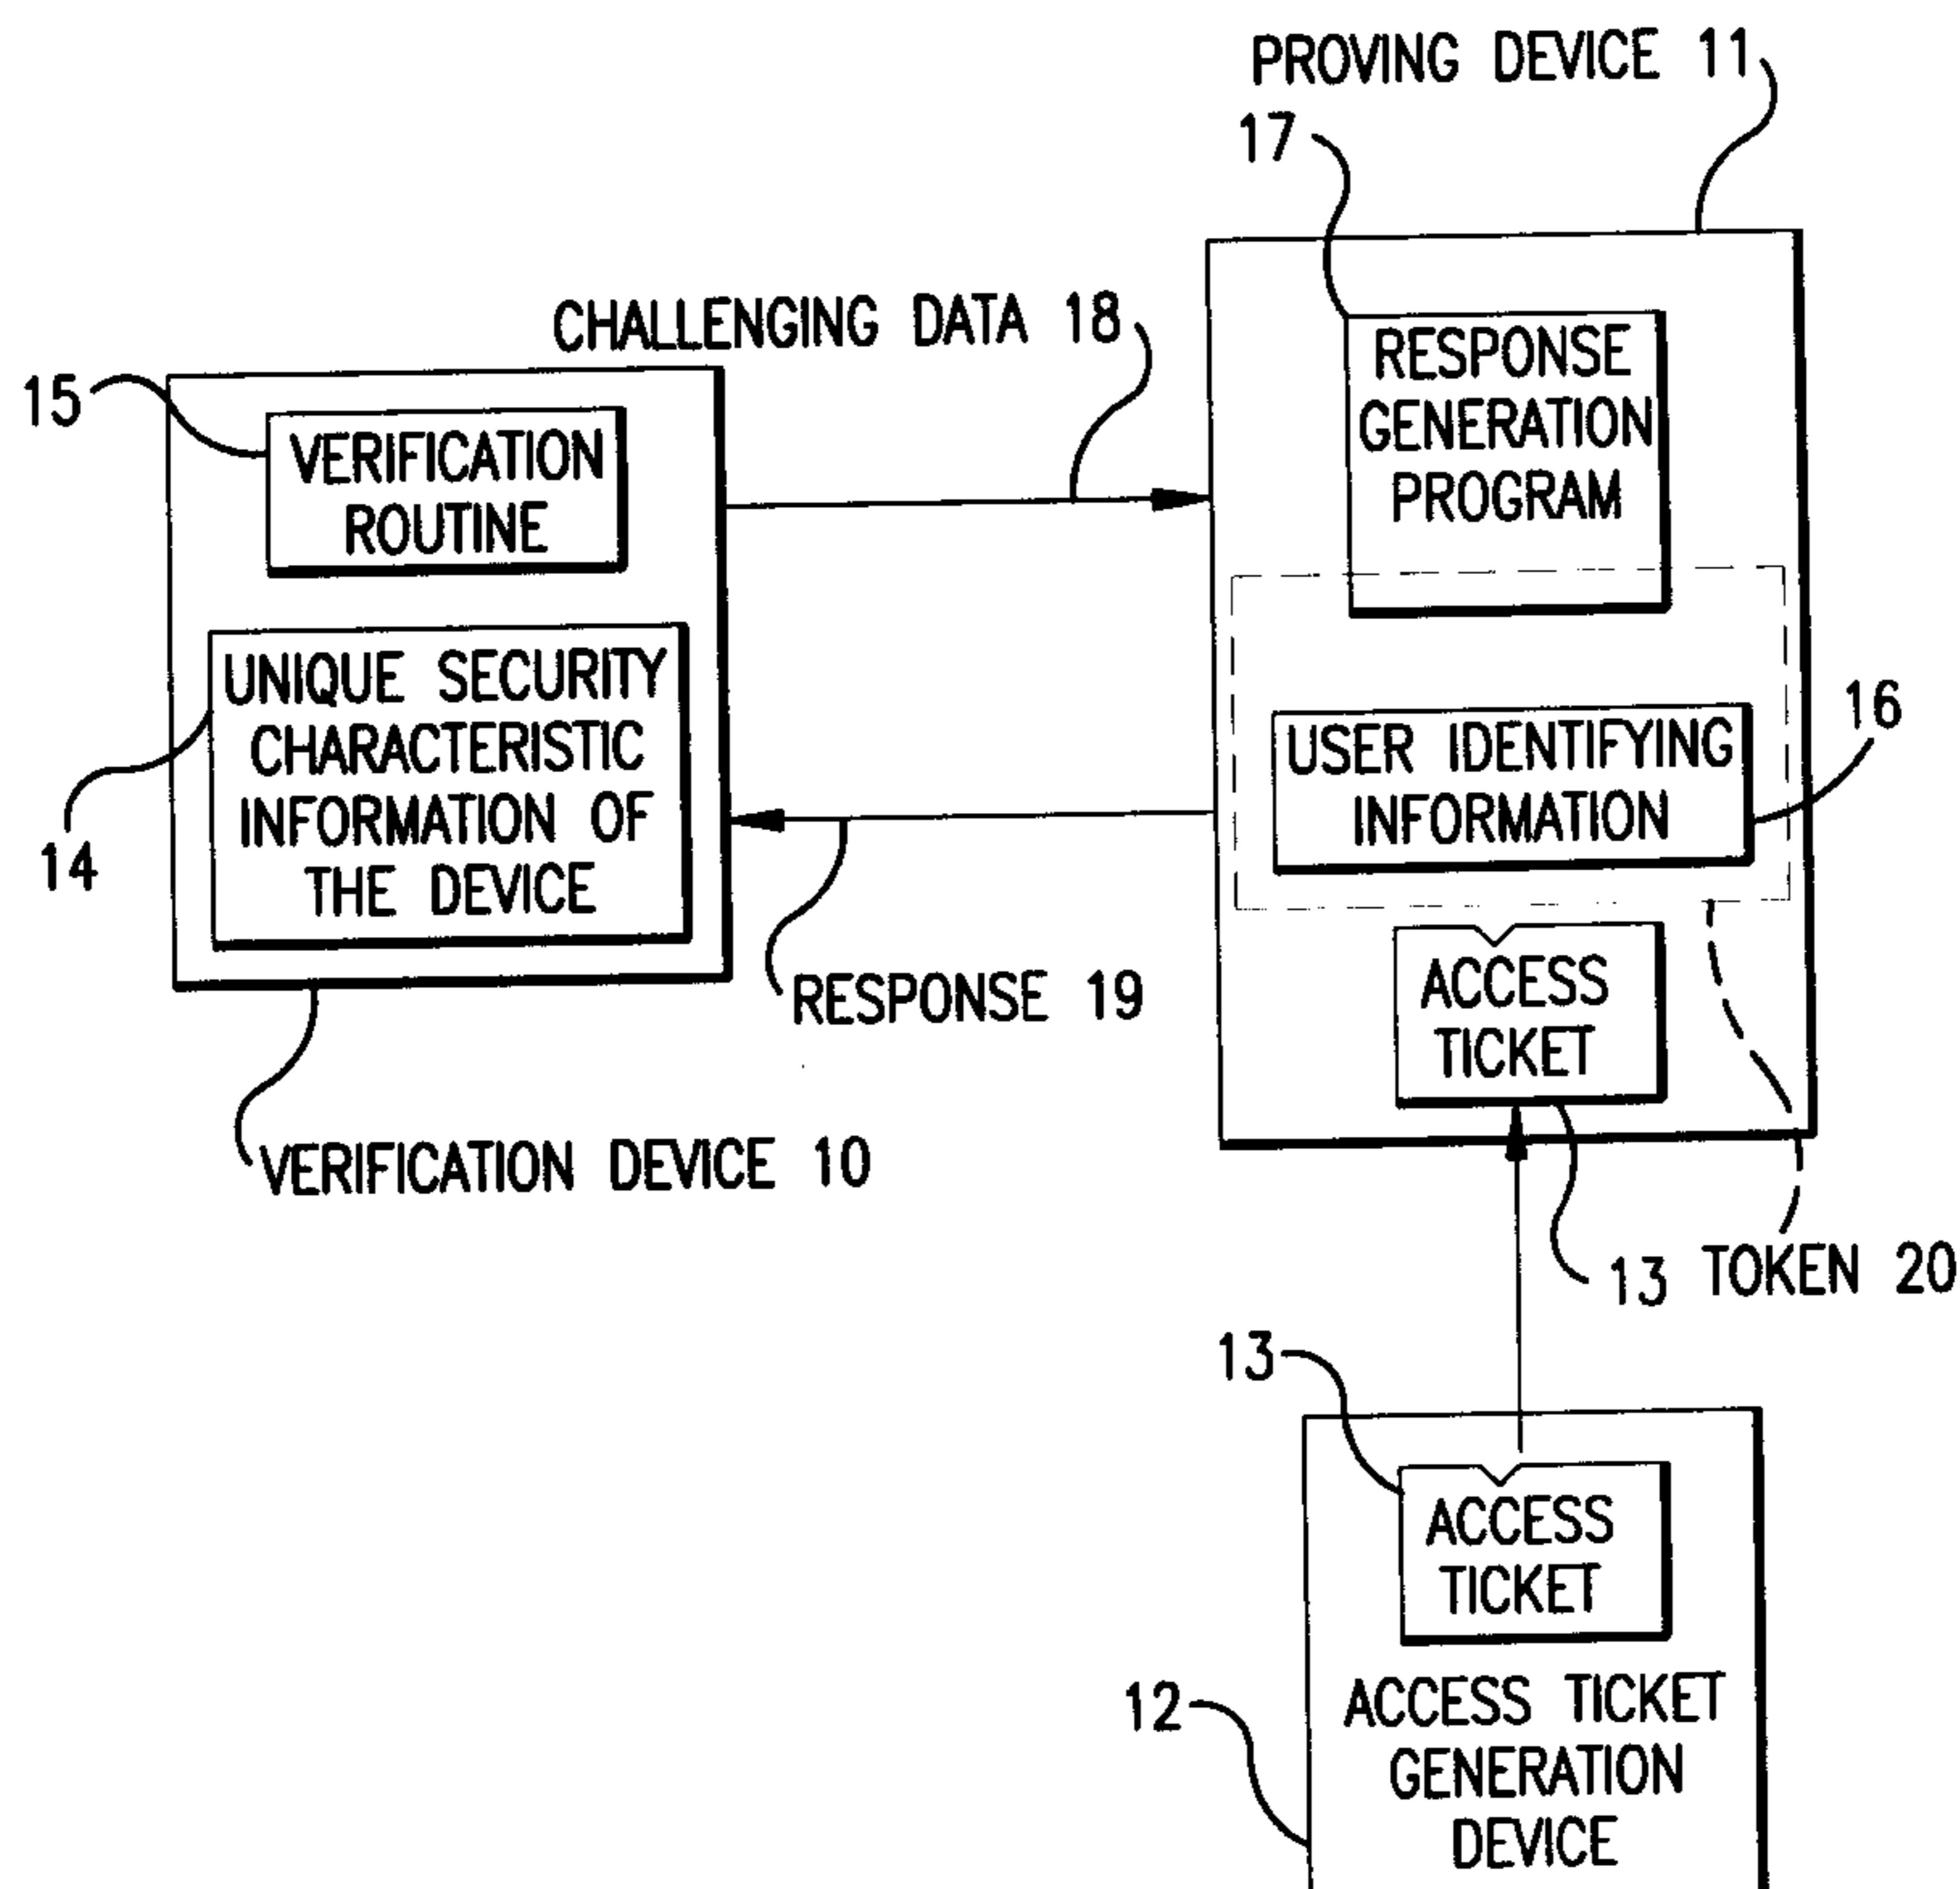 PROVING DEVICE 11
17
CHALLENGING DATA 18
15
VERIFICATION
ROUTINE
RESPONSE
GENERATION
PROGRAM
UNIQUE SECURITY
CHARACTERISTIC
INFORMATION OF
THE DEVICE
14
16
USER IDENTIFYING
INFORMATION
RESPONSE 19
ACCESS
TICKET
VERIFICATION DEVICE 10
13
TOKEN 20
13
ACCESS
TICKET
12
ACCESS TICKET
GENERATION
DEVICE